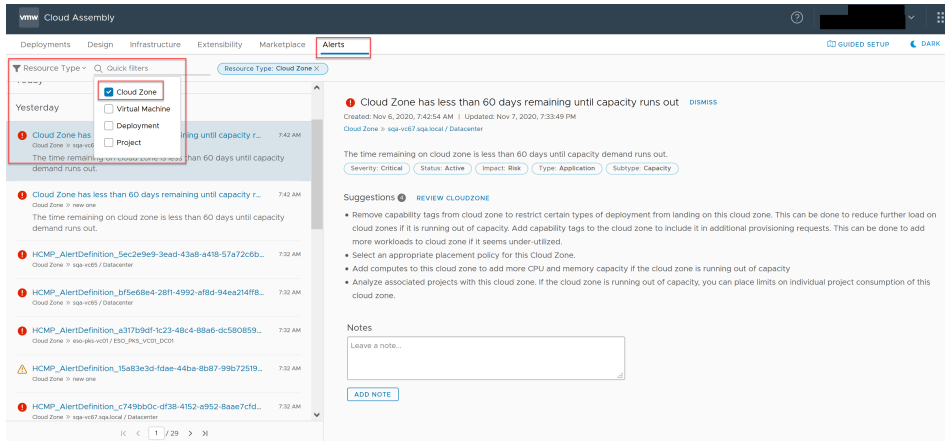 vmw Cloud Assembly
Deployments Design Infrastructure Extensibility Marketplace Alerts
GUIDED SETUP DARK
Resource Type Quick filters Resource Type: Cloud Zone ×
Cloud Zone
Virtual Machine
Deployment
Project
Yesterday
Cloud Zone has ining until capacity r... 7:42 AM
Cloud Zone »
The time remaining on cloud zone is less than 60 days until capacity
demand runs out.
Cloud Zone has less than 60 days remaining until capacity r... 7:42 AM
Cloud Zone » new one
The time remaining on cloud zone is less than 60 days until capacity
demand runs out.
HCMP_AlertDefinition_5ec2e9e9-3ead-43a8-a418-57a72c6b... 7:32 AM
Cloud Zone » sqa-vc65 / Datacenter
HCMP_AlertDefinition_bf5e68e4-28f1-4992-af8d-94ea214ff8... 7:32 AM
Cloud Zone » sqa-vc65 / Datacenter
HCMP_AlertDefinition_a317b9df-1c23-48c4-88a6-dc580859... 7:32 AM
Cloud Zone » eso-pks-vc01 / ESO_PKS_VC01_DC01
HCMP_AlertDefinition_15a83e3d-fdae-44ba-8b87-99b72519... 7:32 AM
Cloud Zone » new one
HCMP_AlertDefinition_c749bb0c-df38-4152-a952-8aae7cfd... 7:32 AM
Cloud Zone » sqa-vc67.sqa.local / Datacenter
1 / 29
Cloud Zone has less than 60 days remaining until capacity runs out DISMISS
Created: Nov 6, 2020, 7:42:54 AM | Updated: Nov 7, 2020, 7:33:49 PM
Cloud Zone » sqa-vc67.sqa.local / Datacenter
The time remaining on cloud zone is less than 60 days until capacity demand runs out.
Severity: Critical Status: Active Impact: Risk Type: Application Subtype: Capacity
Suggestions 4 REVIEW CLOUDZONE
• Remove capability tags from cloud zone to restrict certain types of deployment from landing on this cloud zone. This can be done to reduce further load on
cloud zones if it is running out of capacity. Add capability tags to the cloud zone to include it in additional provisioning requests. This can be done to add
more workloads to cloud zone if it seems under-utilized.
• Select an appropriate placement policy for this Cloud Zone.
• Add computes to this cloud zone to add more CPU and memory capacity if the cloud zone is running out of capacity
• Analyze associated projects with this cloud zone. If the cloud zone is running out of capacity, you can place limits on individual project consumption of this
cloud zone.
Notes
Leave a note...
ADD NOTE